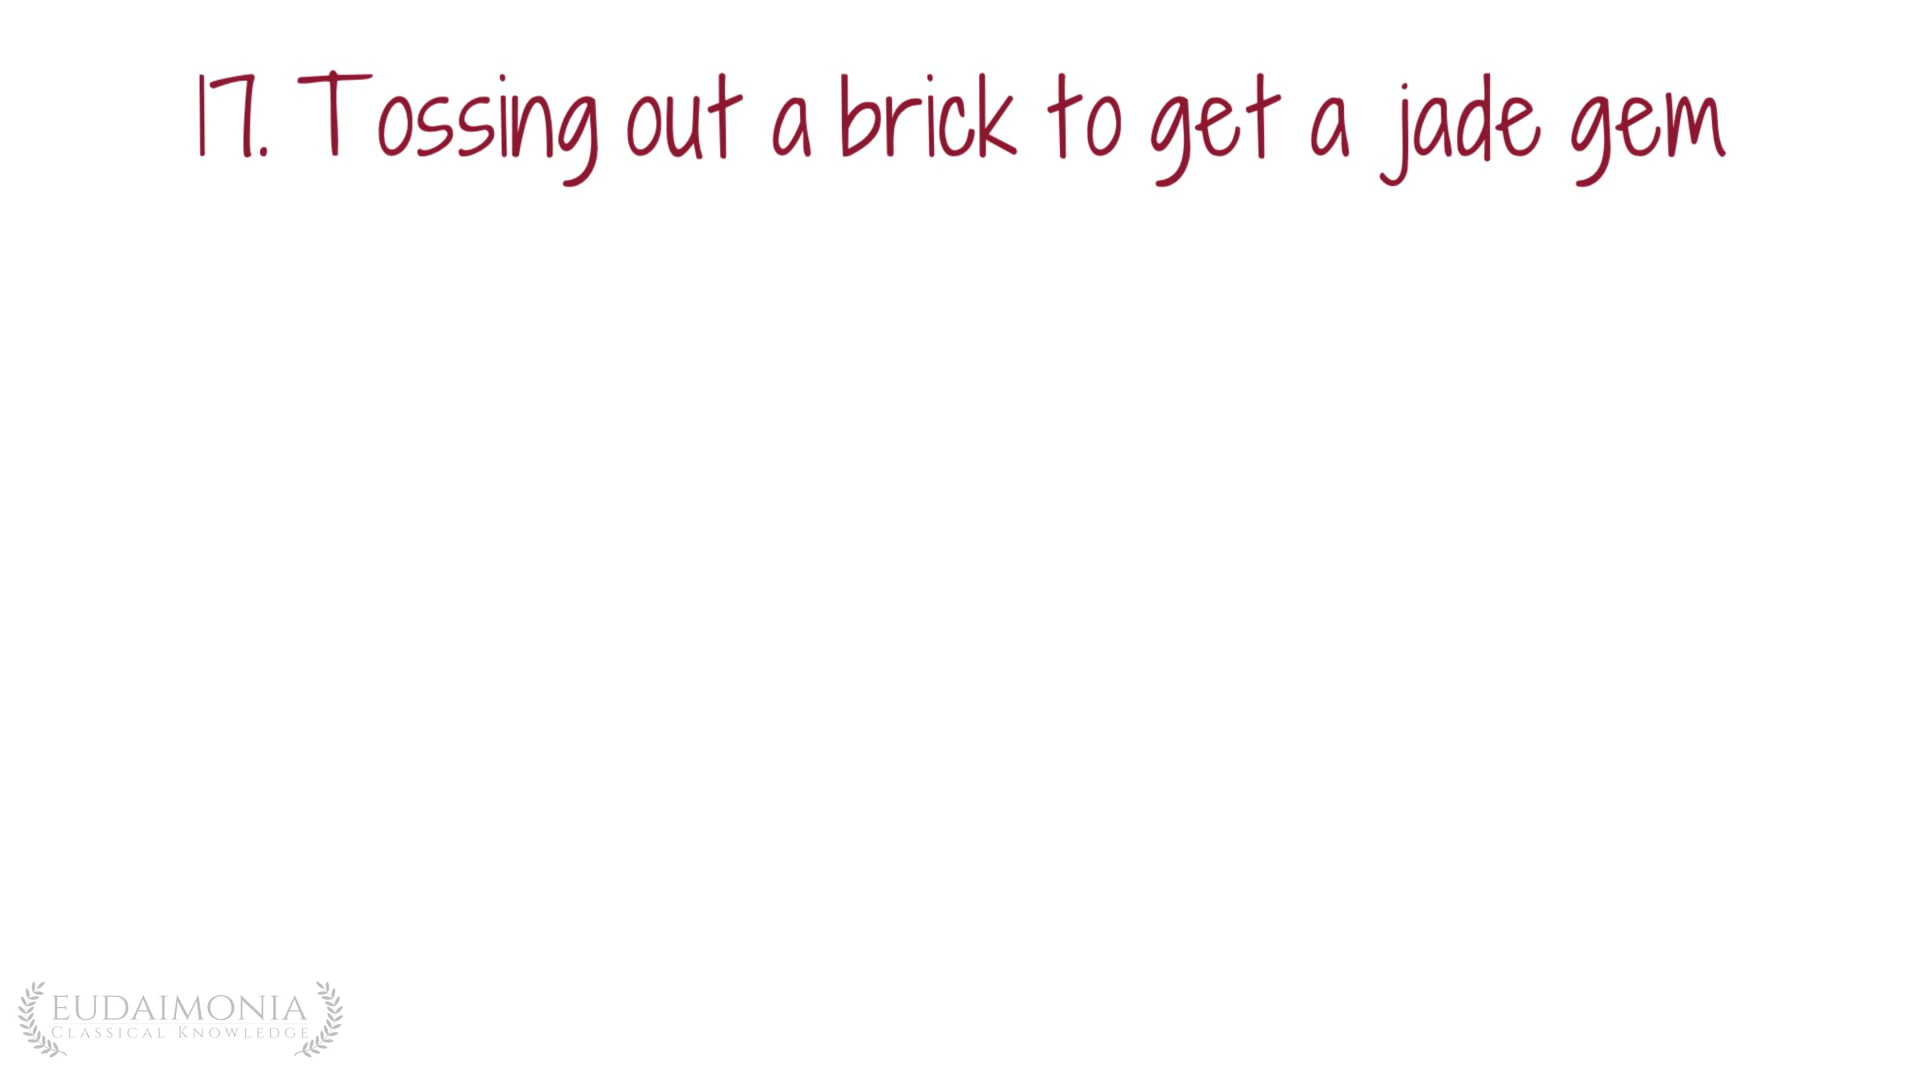 17. Tossing out a brick to get a jade gem
EUDAIMONIA
CLASSICAL KNOWLEDGE